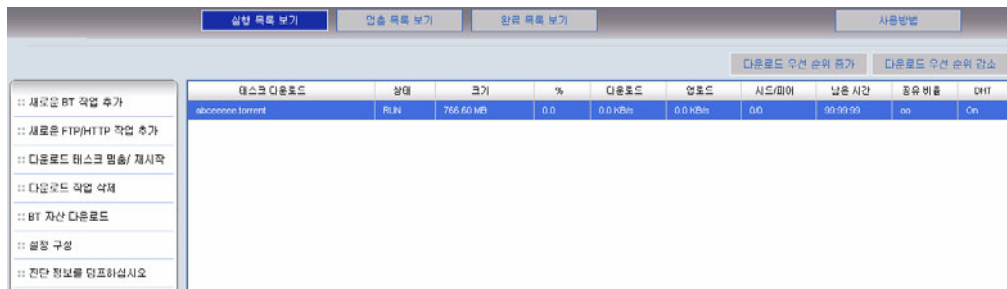 실행 목록 보기 멈춤 목록 보기 완료 목록 보기 사용방법
다운로드 우선 순위 증가 다운로드 우선 순위 감소
태스크 다운로드 상태 크기 % 다운로드 업로드 시드/피어 남은 시간 공유 비율 DHT
abceeeee.torrent RUN 766.60 MB 0.0 0.0 KB/s 0.0 KB/s 0/0 99:99:99 oo On
:: 새로운 BT 작업 추가
:: 새로운 FTP/HTTP 작업 추가
:: 다운로드 태스크 멈춤/ 재시작
:: 다운로드 작업 삭제
:: BT 자산 다운로드
:: 설정 구성
:: 진단 정보를 덤프하십시오